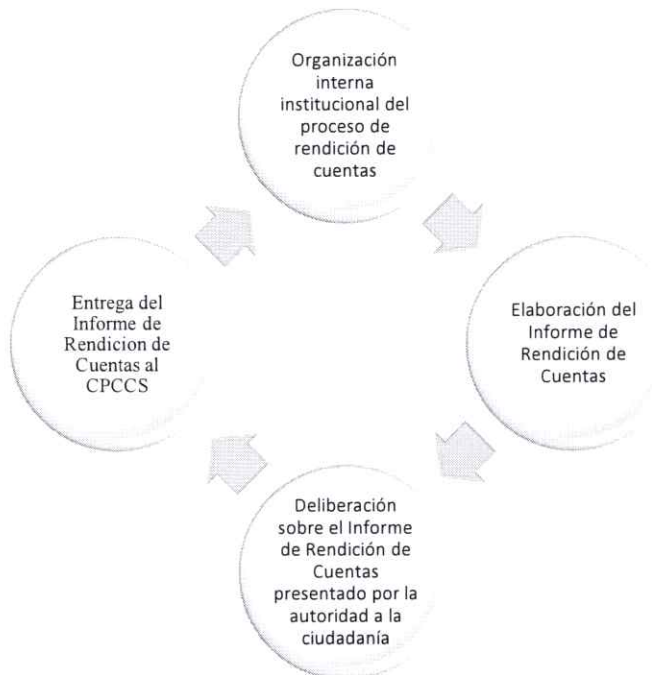 Organización
interna
institucional del
proceso de
rendición de
cuentas
Elaboración del
Informe de
Rendición de
Cuentas
Deliberación
sobre el Informe
de Rendición de
Cuentas
presentado por la
autoridad a la
ciudadanía
Entrega del
Informe de
Rendicion de
Cuentas al
CPCCS